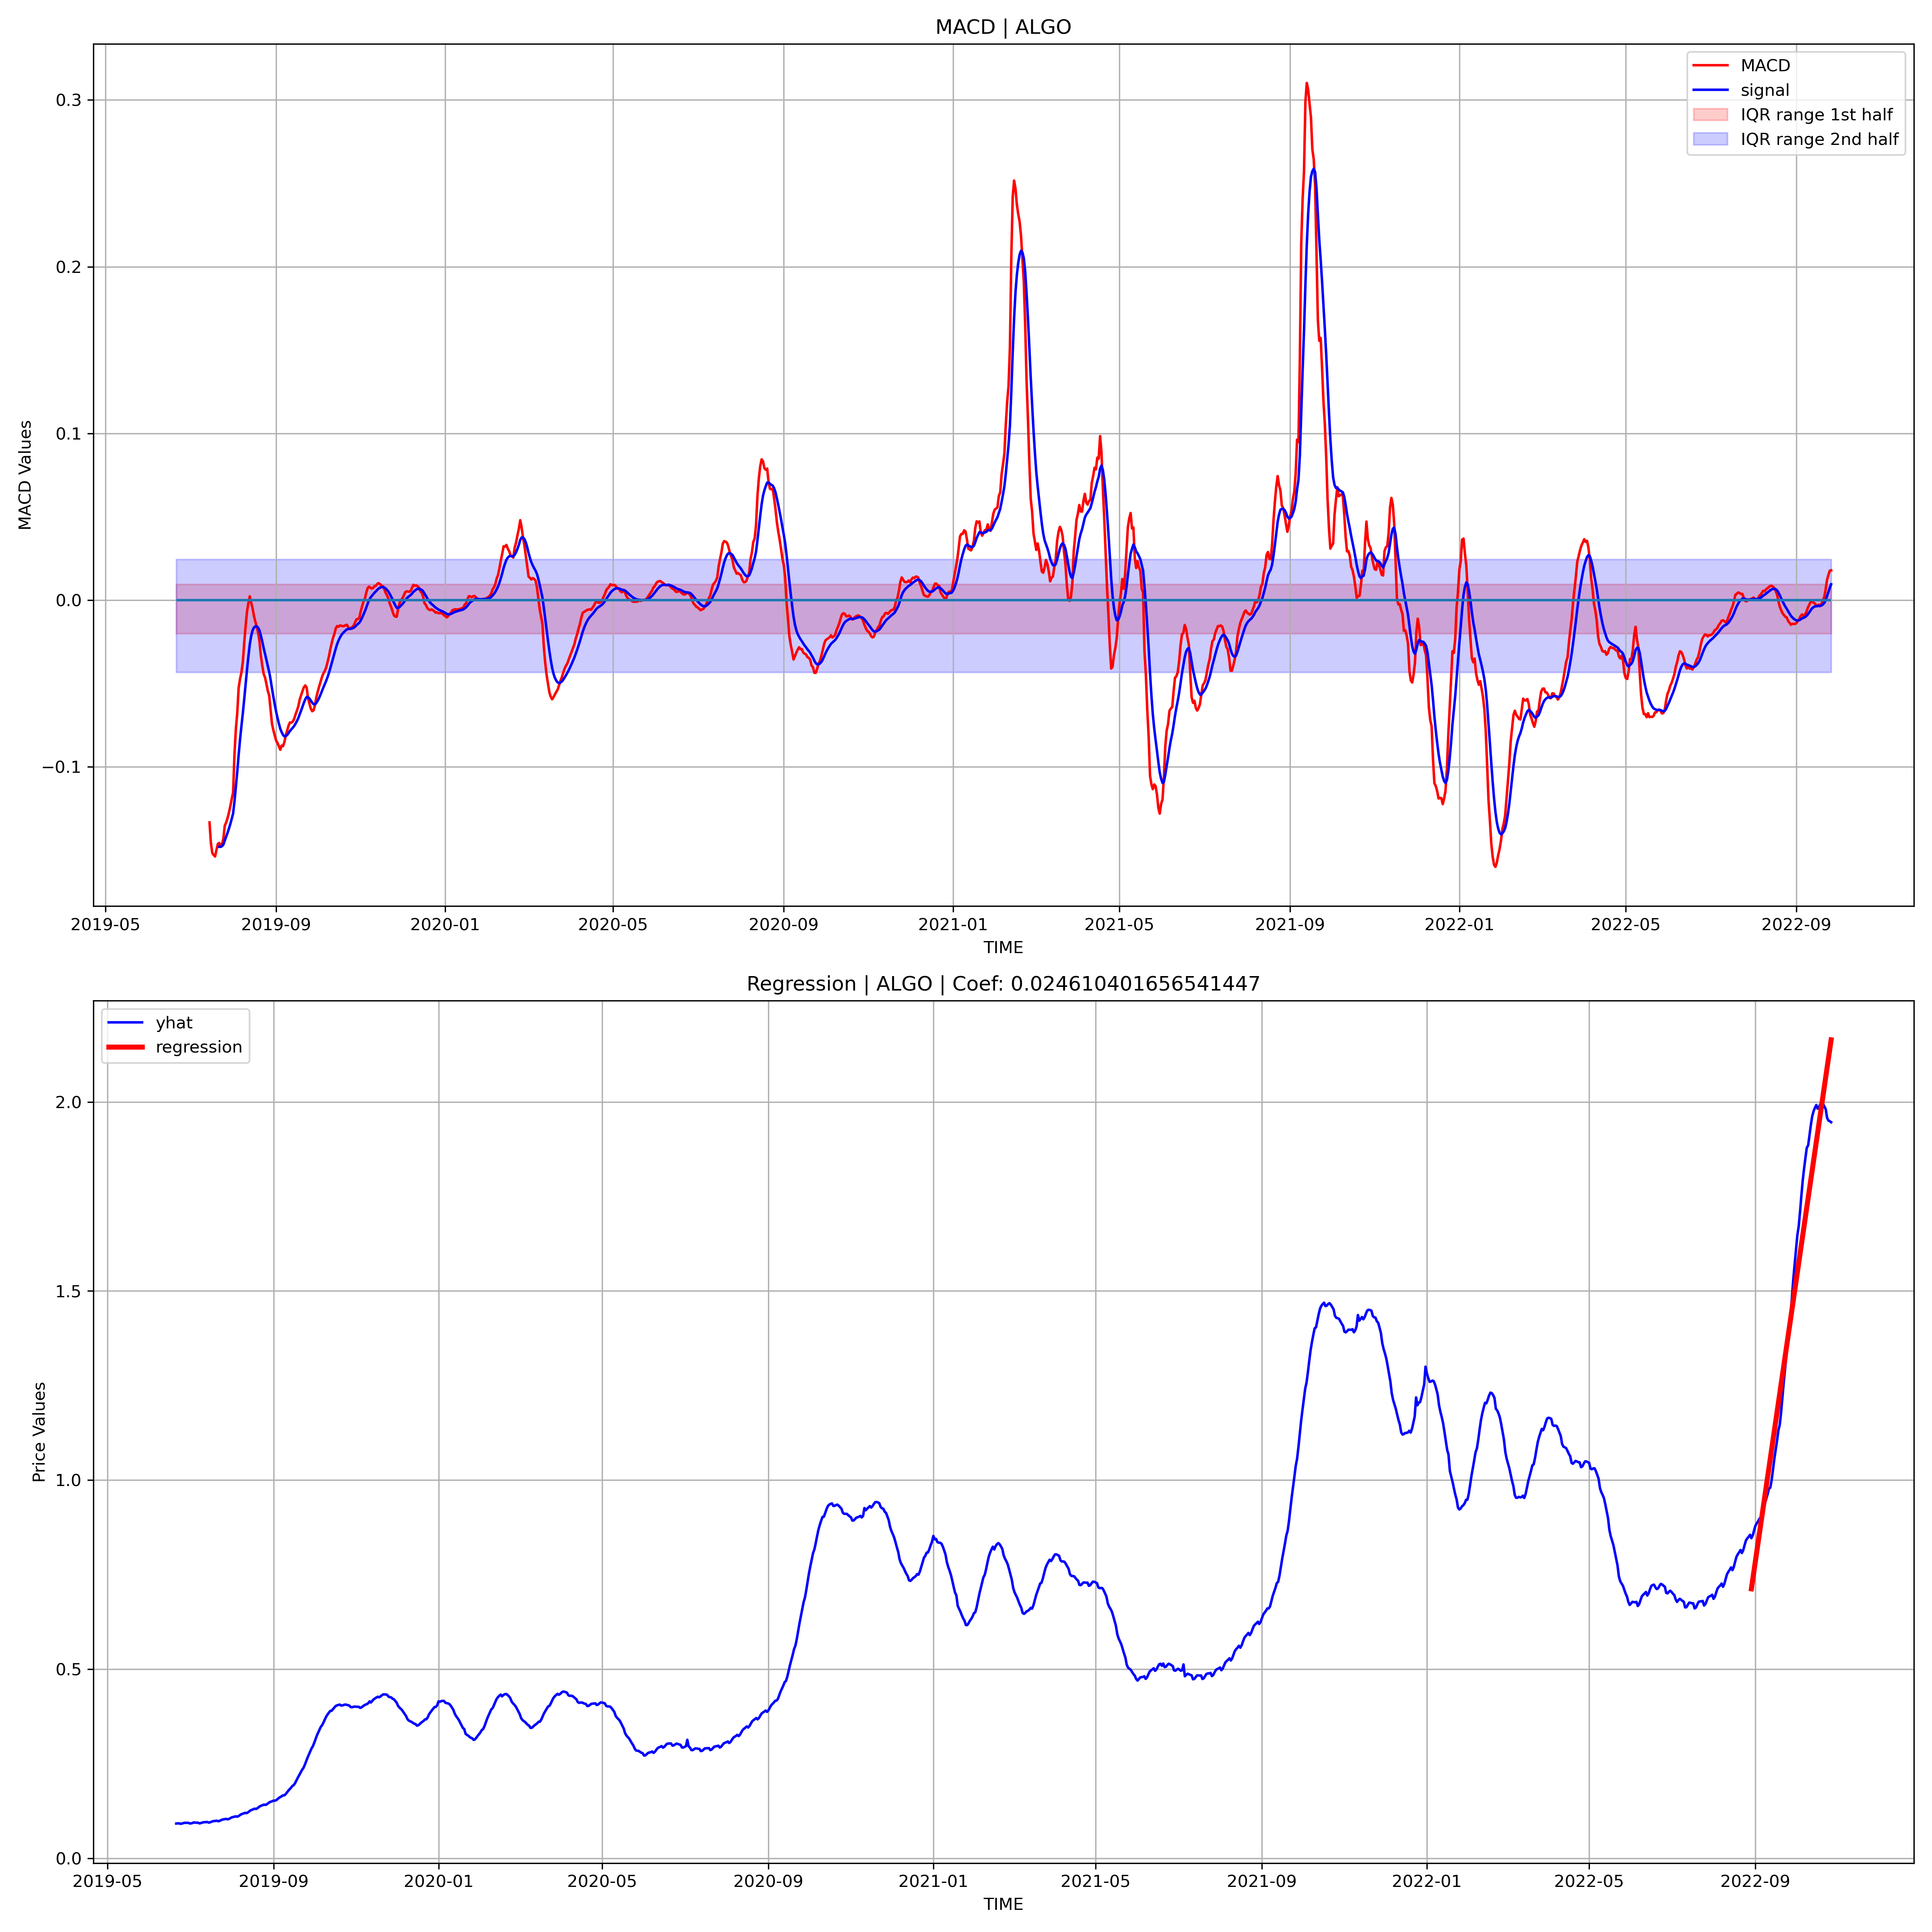 MACD | ALGO
MACD
signal
IQR range 1st half
IQR range 2nd half
MACD Values
0.3
0.2
0.1
0.0
−0.1
2019-05 2019-09 2020-01 2020-05 2020-09 2021-01 2021-05 2021-09 2022-01 2022-05 2022-09
TIME
Regression | ALGO | Coef: 0.024610401656541447
yhat
regression
Price Values
2.0
1.5
1.0
0.5
0.0
2019-05 2019-09 2020-01 2020-05 2020-09 2021-01 2021-05 2021-09 2022-01 2022-05 2022-09
TIME